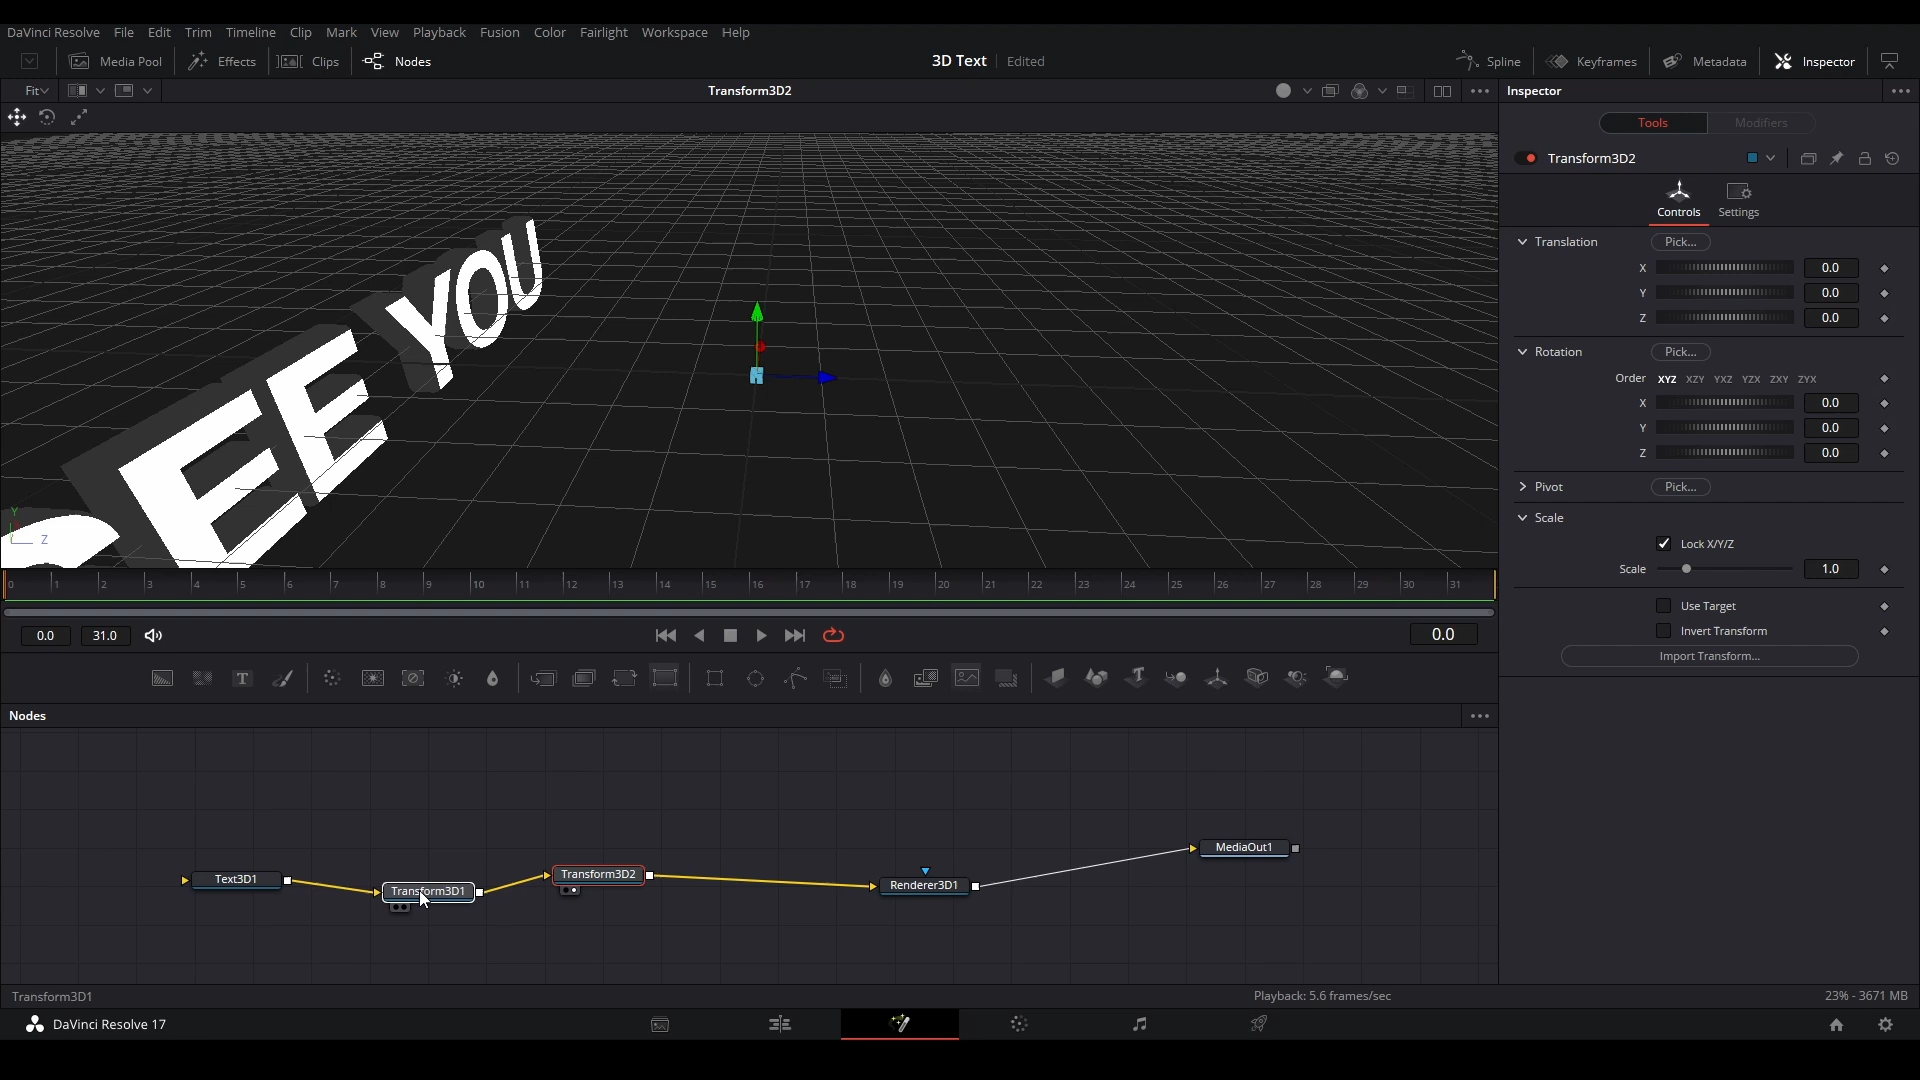 DaVinci Resolve File Edit Trim Timeline Clip Mark View Playback Fusion Color Fairlight Workspace Help
Media Pool Effects Clips Nodes 3D Text Edited Spline Keyframes Metadata Inspector
Fit Transform3D2 Inspector
Tools Modifiers
Transform3D2
Controls Settings
Translation Pick...
X 0.0
Y 0.0
Z 0.0
Rotation Pick...
Order XYZ XZY YXZ YZX ZXY ZYX
X 0.0
Y 0.0
Z 0.0
Pivot Pick...
Scale
Lock X/Y/Z
Scale 1.0
Use Target
Invert Transform
Import Transform...
EE YOU
Y
Z
0 1 2 3 4 5 6 7 8 9 10 11 12 13 14 15 16 17 18 19 20 21 22 23 24 25 26 27 28 29 30 31
0.0 31.0 0.0
Nodes
Text3D1 Transform3D1 Transform3D2 Renderer3D1 MediaOut1
Transform3D1 Playback: 5.6 frames/sec 23% - 3671 MB
DaVinci Resolve 17